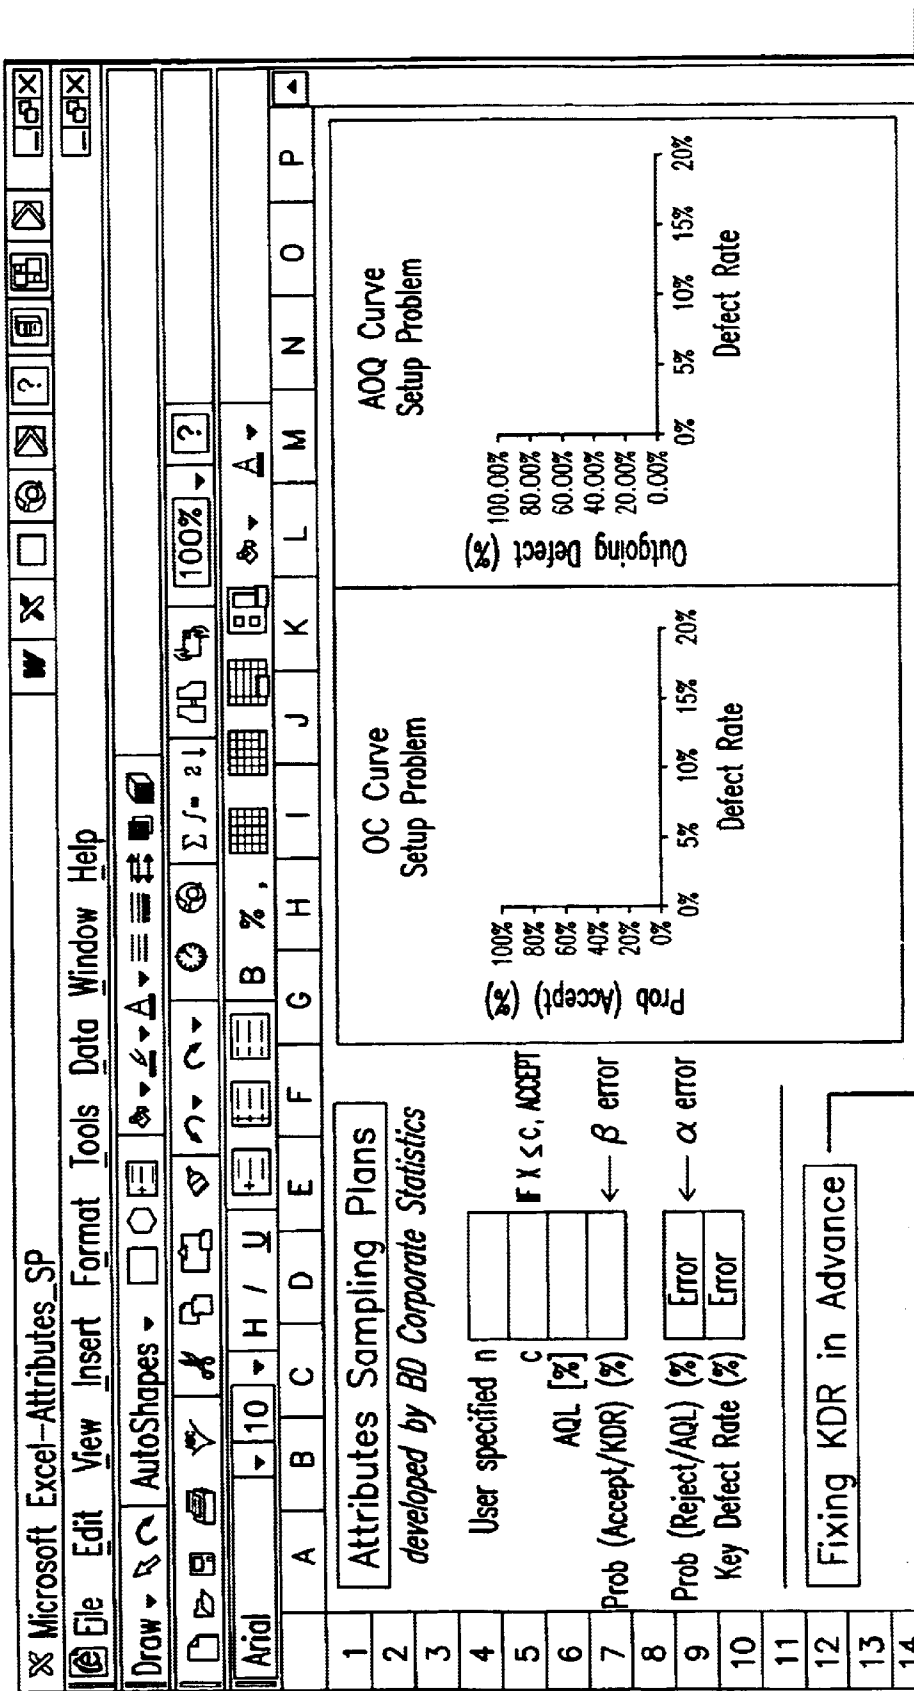 Microsoft Excel-Attributes_SP
File Edit View Insert Format Tools Data Window Help
Draw AutoShapes
100% ?
Arial 10 H / U B % ,
A B C D E F G H I J K L M N O P
1
2
3
4
5
6
7
8
9
10
11
12
13
14
Attributes Sampling Plans
developed by BD Corporate Statistics
User specified n
c IF X ≤ C, ACCEPT
AQL [%]
Prob (Accept/KDR) (%) ← β error
Prob (Reject/AQL) (%) Error ← α error
Key Defect Rate (%) Error
Fixing KDR in Advance
OC Curve
Setup Problem
Prob (Accept) (%)
100%
80%
60%
40%
20%
0%
0% 5% 10% 15% 20%
Defect Rate
AOQ Curve
Setup Problem
Outgoing Defect (%)
100.00%
80.00%
60.00%
40.00%
20.00%
0.00%
0% 5% 10% 15% 20%
Defect Rate